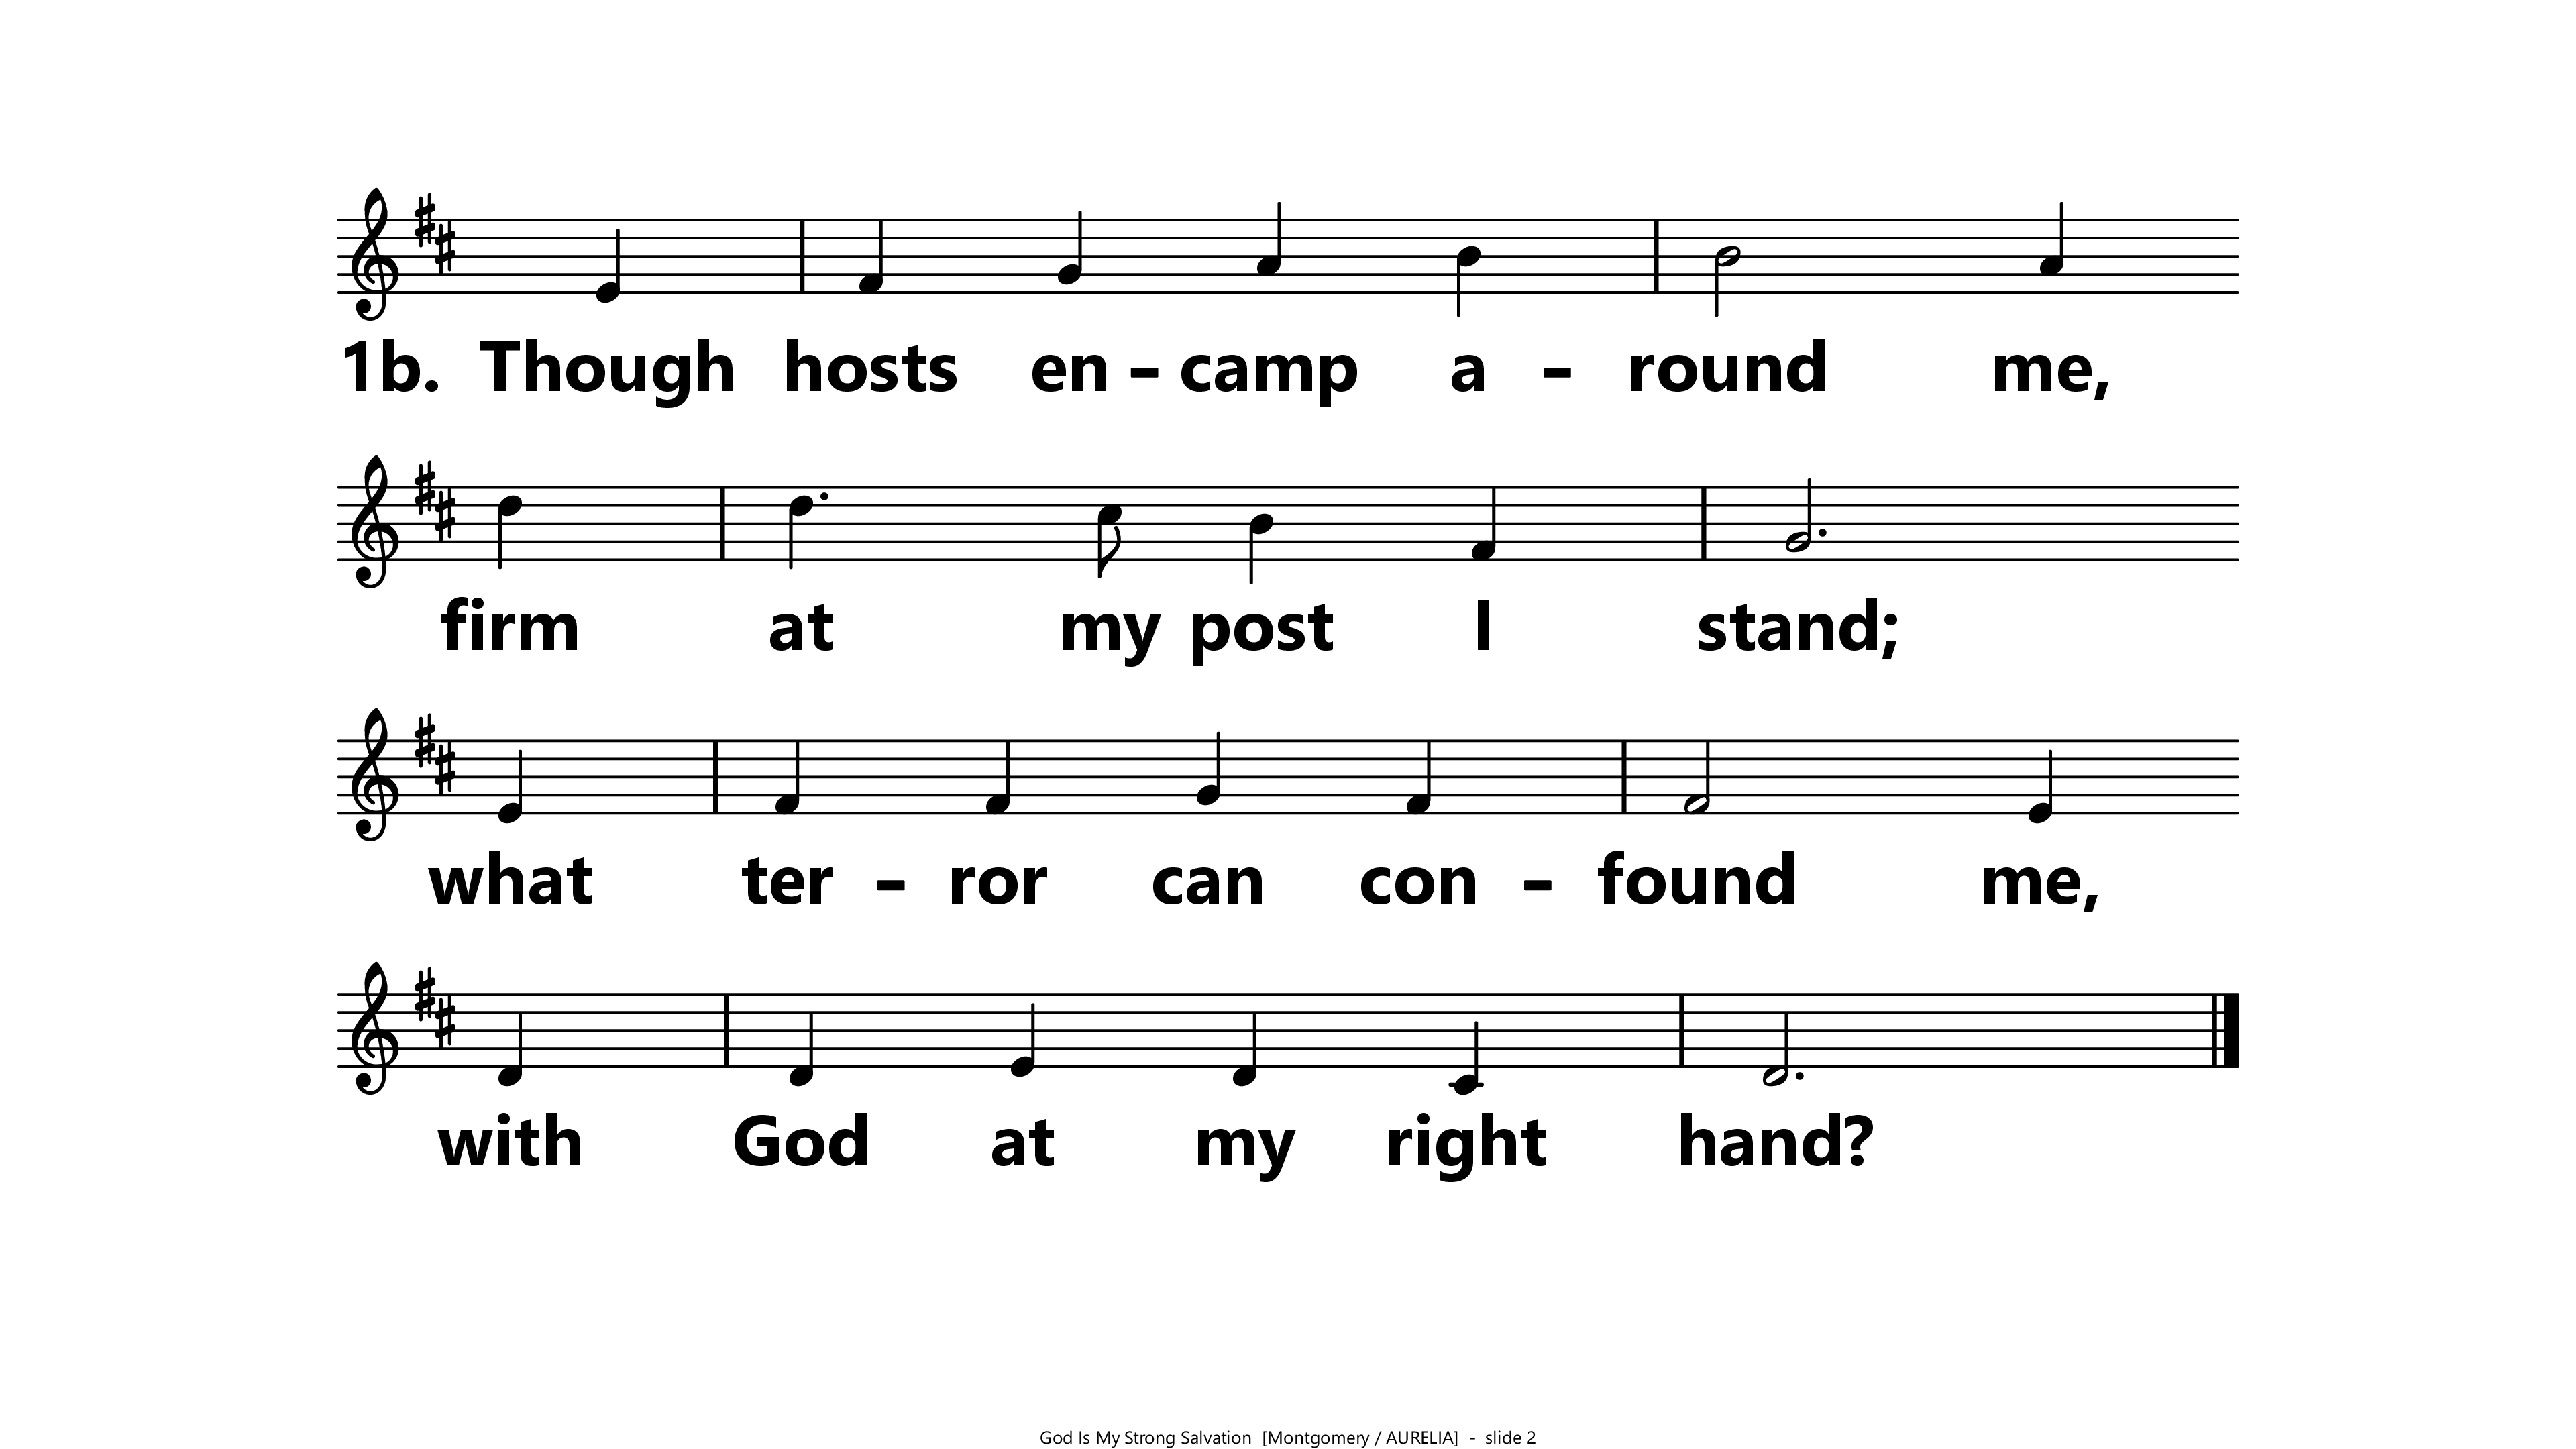 1b. Though hosts en - camp a - round me,
firm at my post I stand;
what ter - ror can con - found me,
with God at my right hand?
God Is My Strong Salvation [Montgomery / AURELIA] - slide 2